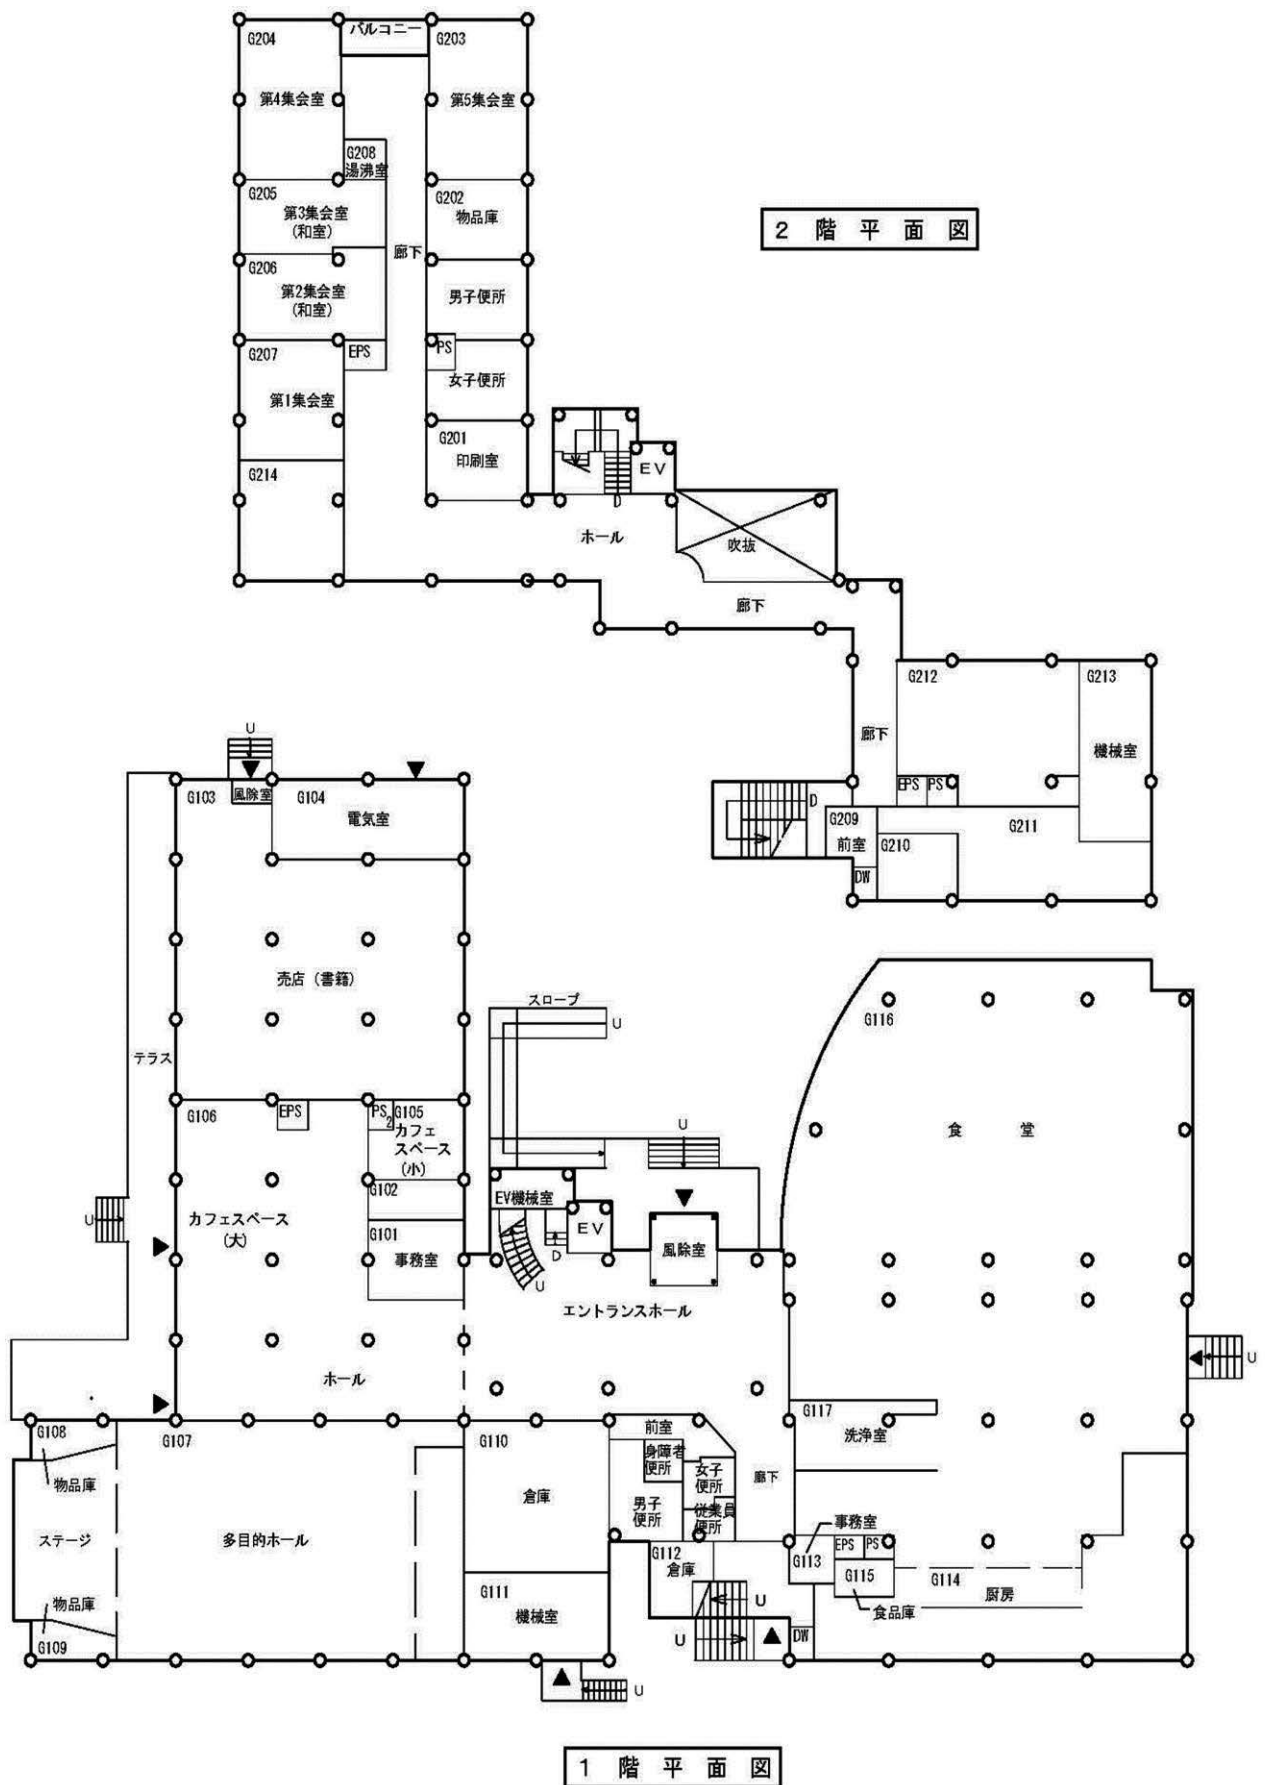 G204
バルコニー
G203
第4集会室
第5集会室
G208
湯沸室
G205
第3集会室
(和室)
G202
物品庫
廊下
G206
第2集会室
(和室)
男子便所
G207
EPS
PS
女子便所
第1集会室
G201
印刷室
G214
EV
D
ホール
吹抜
廊下
2 階 平 面 図
G212
G213
廊下
機械室
EPS
PS
D
G209
前室
G210
G211
DW
U
G103
風除室
G104
電気室
売店(書籍)
テラス
スロープ
U
G116
食 堂
G106
EPS
PS2
G105
カフェ
スペース
(小)
G102
U
EV機械室
EV
カフェスペース
(大)
U
G101
事務室
D
U
風除室
エントランスホール
U
ホール
G108
G107
G110
前室
G117
洗浄室
物品庫
身障者
便所
女子
便所
廊下
倉庫
男子
便所
従業員
便所
ステージ
多目的ホール
事務室
G112
倉庫
G113
EPS
PS
G115
G114
厨房
物品庫
G111
機械室
U
食品庫
U
DW
G109
U
1 階 平 面 図